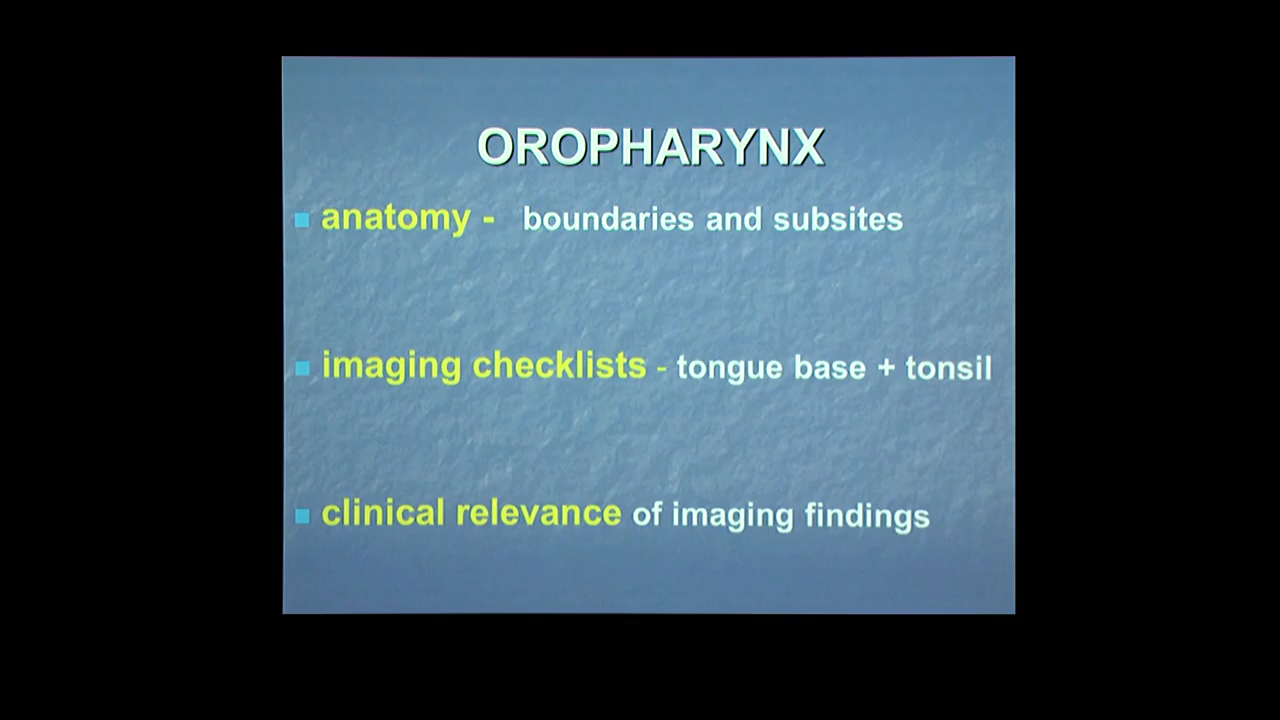 OROPHARYNX
anatomy - boundaries and subsites
imaging checklists - tongue base + tonsil
clinical relevance of imaging findings